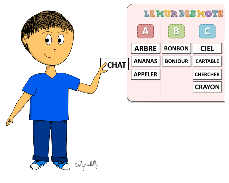 LE MUR DES MOTS
A B C
ARBRE BONBON CIEL
ANANAS BONJOUR CARTABLE
APPELER CHERCHER
CRAYON
CHAT